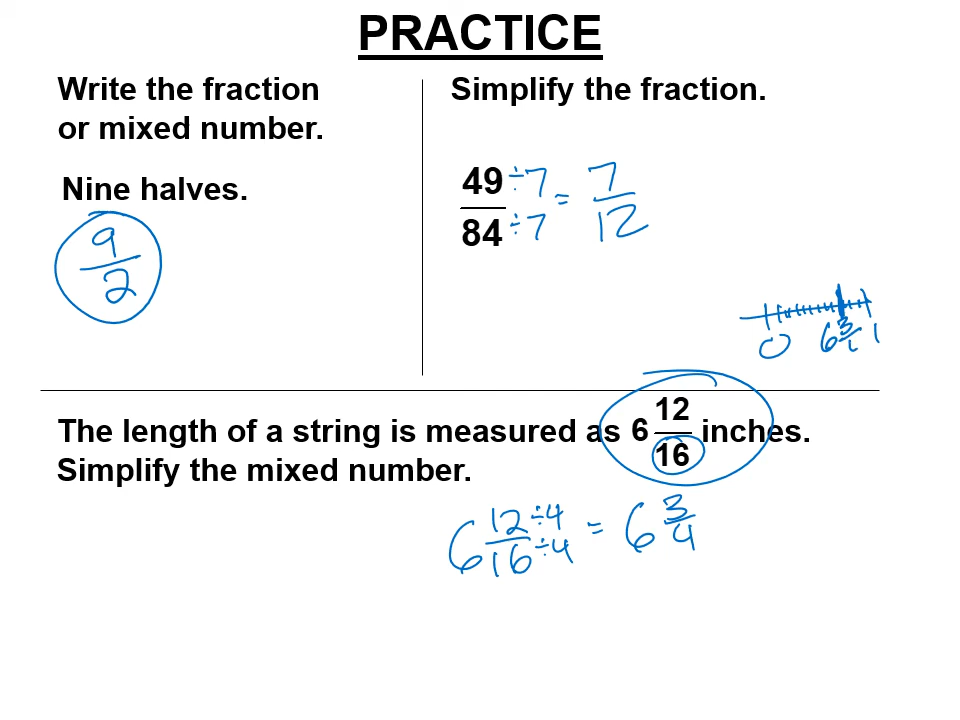 PRACTICE
Write the fraction
or mixed number.
Nine halves.
9/2
Simplify the fraction.
49/84 ÷7/÷7 = 7/12
0 6 3/ 1
The length of a string is measured as 6 12/16 inches.
Simplify the mixed number.
6 12/16 ÷4/÷4 = 6 3/4